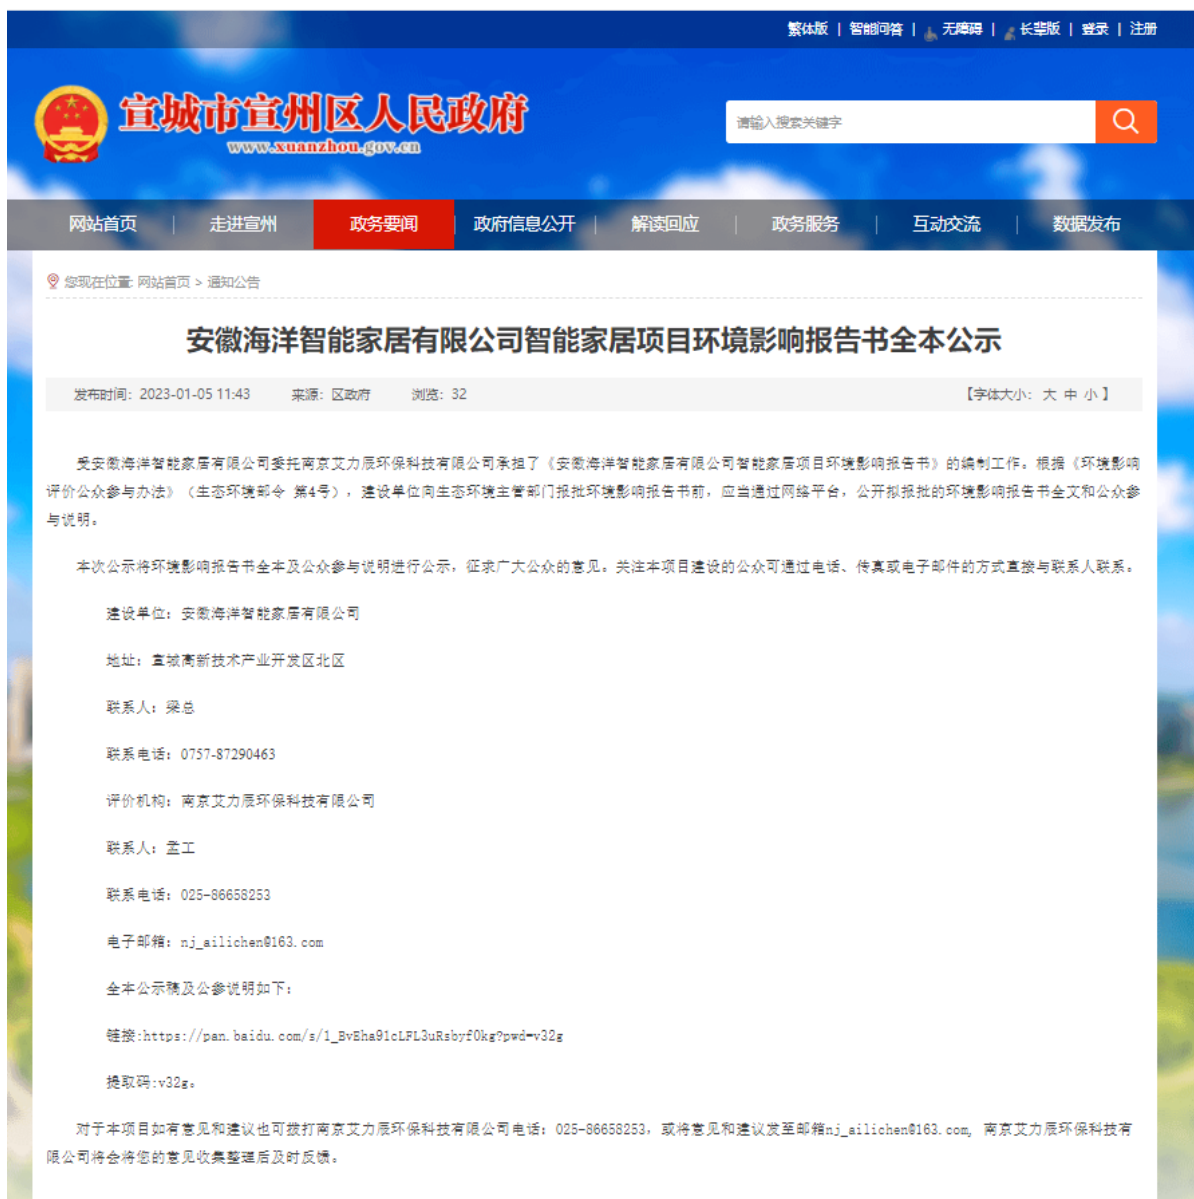 繁体版 | 智能问答 | 无障碍 | 长辈版 | 登录 | 注册
宣城市宣州区人民政府
www.xuanzhou.gov.cn
请输入搜索关键字
网站首页 | 走进宣州 政务要闻 政府信息公开 | 解读回应 | 政务服务 | 互动交流 | 数据发布
您现在位置: 网站首页 > 通知公告
安徽海洋智能家居有限公司智能家居项目环境影响报告书全本公示
发布时间：2023-01-05 11:43 来源：区政府 浏览：32 【字体大小：大 中 小】
受安徽海洋智能家居有限公司委托南京艾力辰环保科技有限公司承担了《安徽海洋智能家居有限公司智能家居项目环境影响报告书》的编制工作。根据《环境影响
评价公众参与办法》（生态环境部令 第4号），建设单位向生态环境主管部门报批环境影响报告书前，应当通过网络平台，公开拟报批的环境影响报告书全文和公众参
与说明。
本次公示将环境影响报告书全本及公众参与说明进行公示，征求广大公众的意见。关注本项目建设的公众可通过电话、传真或电子邮件的方式直接与联系人联系。
建设单位：安徽海洋智能家居有限公司
地址：宣城高新技术产业开发区北区
联系人：梁总
联系电话：0757-87290463
评价机构：南京艾力辰环保科技有限公司
联系人：孟工
联系电话：025-86658253
电子邮箱：nj_ailichen@163.com
全本公示稿及公参说明如下：
链接:https://pan.baidu.com/s/1_BvEha91cLFL3uRsbyf0kg?pwd=v32g
提取码:v32g。
对于本项目如有意见和建议也可拨打南京艾力辰环保科技有限公司电话：025-86658253，或将意见和建议发至邮箱nj_ailichen@163.com, 南京艾力辰环保科技有
限公司将会将您的意见收集整理后及时反馈。